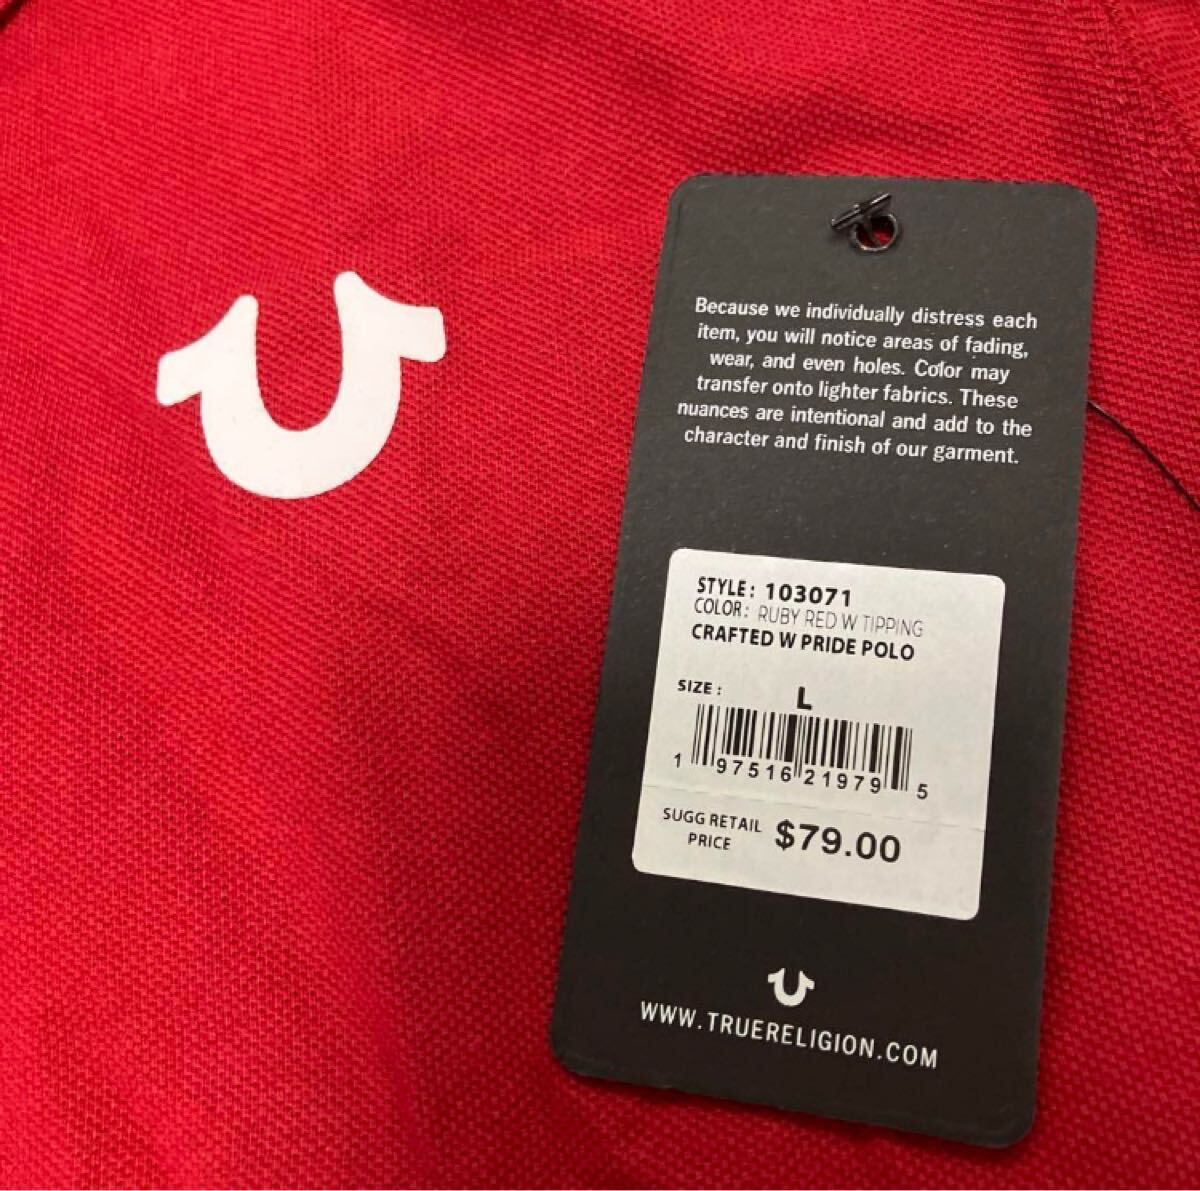 Because we individually distress each
item, you will notice areas of fading,
wear, and even holes. Color may
transfer onto lighter fabrics. These
nuances are intentional and add to the
character and finish of our garment.
STYLE: 103071
COLOR: RUBY RED W TIPPING
CRAFTED W PRIDE POLO
SIZE: L
1 97516 21979 5
SUGG RETAIL PRICE $79.00
WWW.TRUERELIGION.COM